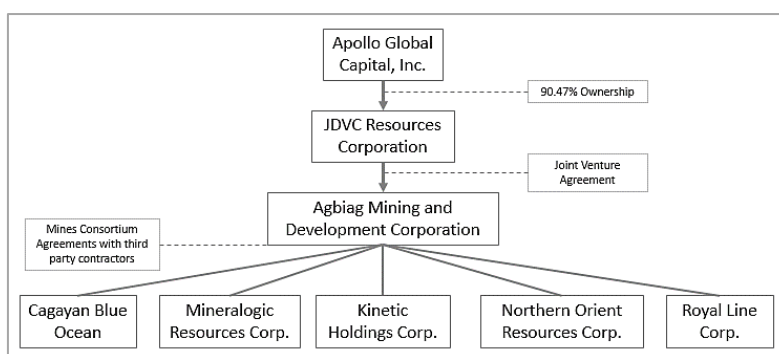 Apollo Global
Capital, Inc.
90.47% Ownership
JDVC Resources
Corporation
Joint Venture
Agreement
Agbiag Mining and
Development Corporation
Mines Consortium
Agreements with third
party contractors
Cagayan Blue
Ocean
Mineralogic
Resources Corp.
Kinetic
Holdings Corp.
Northern Orient
Resources Corp.
Royal Line
Corp.